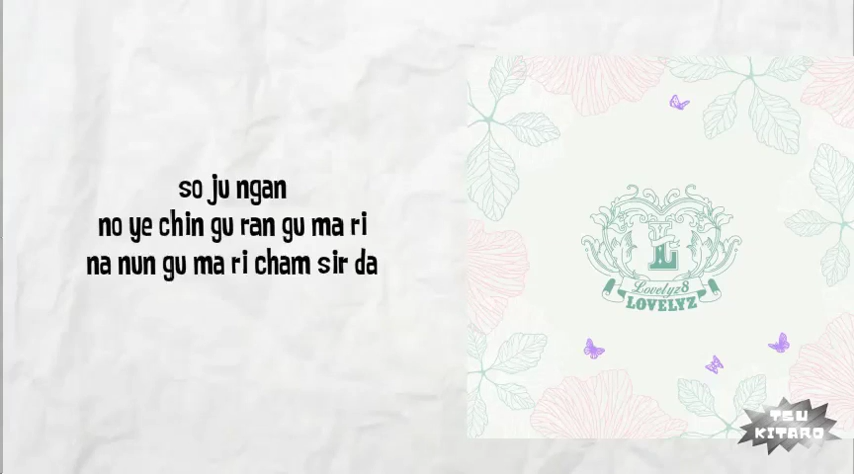 so ju ngan
no ye chin gu ran gu ma ri
na nun gu ma ri cham sir da
L
Lovelyz8
LOVELYZ
TSU
KITARO